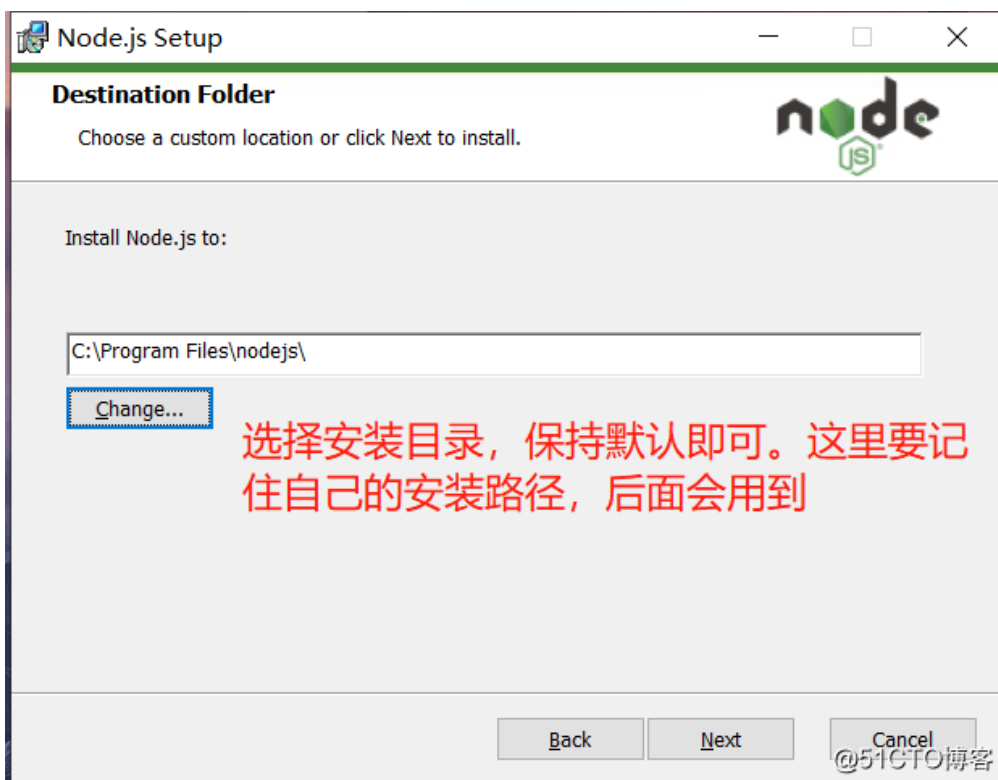 Node.js Setup
Destination Folder
Choose a custom location or click Next to install.
node
JS
Install Node.js to:
C:\Program Files\nodejs\
Change...
选择安装目录，保持默认即可。这里要记
住自己的安装路径，后面会用到
Back
Next
Cancel
@51CTO博客